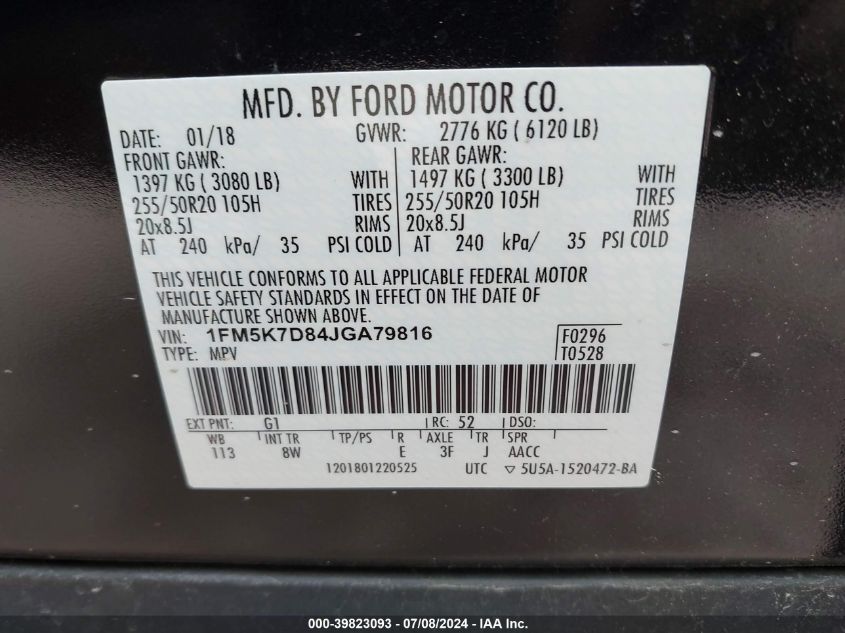 MFD. BY FORD MOTOR CO.
DATE: 01/18 GVWR: 2776 KG ( 6120 LB)
FRONT GAWR: REAR GAWR:
1397 KG ( 3080 LB) WITH 1497 KG ( 3300 LB) WITH
255/50R20 105H TIRES 255/50R20 105H TIRES
20x8.5J RIMS 20x8.5J RIMS
AT 240 kPa/ 35 PSI COLD AT 240 kPa/ 35 PSI COLD
THIS VEHICLE CONFORMS TO ALL APPLICABLE FEDERAL MOTOR
VEHICLE SAFETY STANDARDS IN EFFECT ON THE DATE OF
MANUFACTURE SHOWN ABOVE.
VIN: 1FM5K7D84JGA79816 F0296
TYPE: MPV T0528
EXT PNT: G1 RC: 52 DSO:
WB INT TR TP/PS R AXLE TR SPR
113 8W E 3F J AACC
1201801220525 UTC ▽ 5U5A-1520472-BA
000-39823093 - 07/08/2024 - IAA Inc.